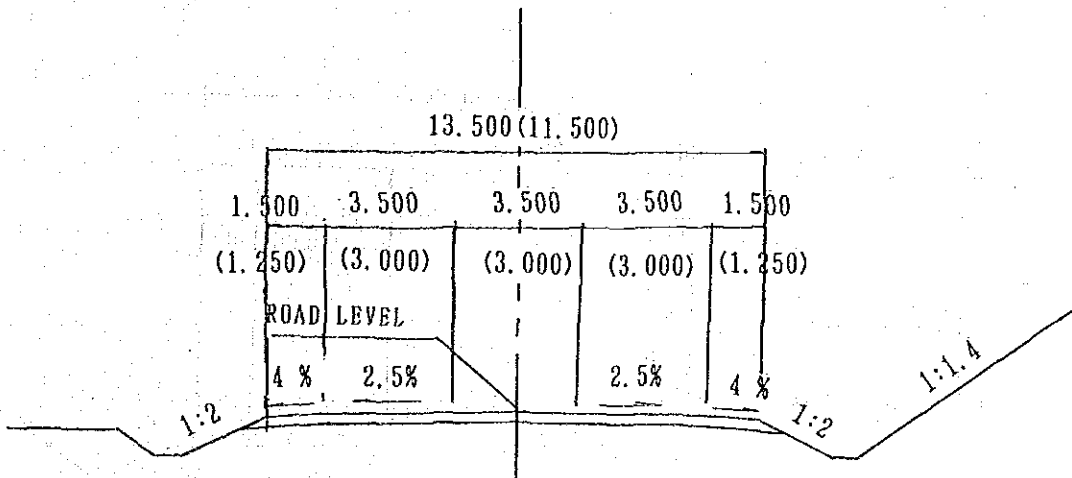 13.500(11.500)
1.500 3.500 3.500 3.500 1.500
(1.250) (3.000) (3.000) (3.000) (1.250)
ROAD LEVEL
4 % 2.5% 2.5% 4 %
1:2 1:2 1:1.4